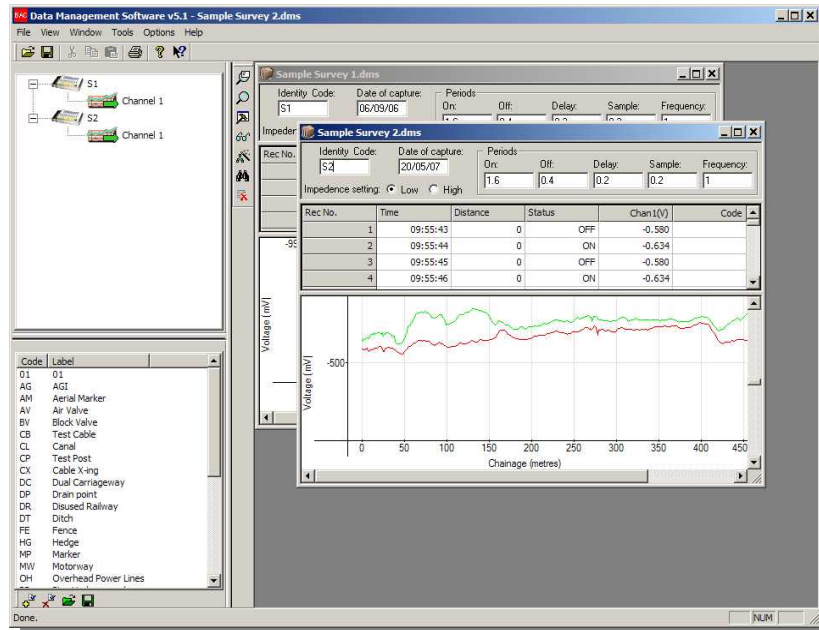 BAC Data Management Software v5.1 - Sample Survey 2.dms
File View Window Tools Options Help
S1
Channel 1
S2
Channel 1
Code Label
01 01
AG AGI
AM Aerial Marker
AV Air Valve
BV Block Valve
CB Test Cable
CL Canal
CP Test Post
CX Cable X-ing
DC Dual Carriageway
DP Drain point
DR Disused Railway
DT Ditch
FE Fence
HG Hedge
MP Marker
MW Motorway
OH Overhead Power Lines
Sample Survey 1.dms
Identity Code: Date of capture: Periods
On: Off: Delay: Sample: Frequency:
S1 06/09/06
Rec No.
Voltage (mV)
Sample Survey 2.dms
Identity Code: Date of capture: Periods
On: Off: Delay: Sample: Frequency:
S2 20/05/07 1.6 0.4 0.2 0.2 1
Impedence setting: Low High
Rec No. Time Distance Status Chan1(V) Code
1 09:55:43 0 OFF -0.580
2 09:55:44 0 ON -0.634
3 09:55:45 0 OFF -0.580
4 09:55:46 0 ON -0.634
Voltage (mV)
-500
0 50 100 150 200 250 300 350 400 450
Chainage (metres)
Done. NUM